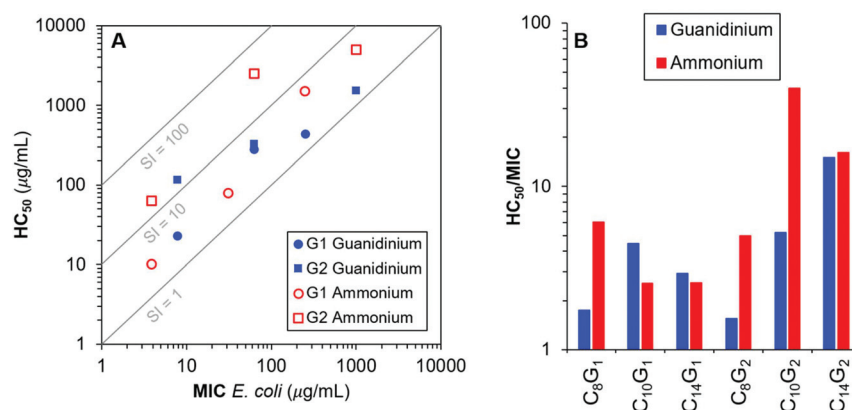 A
10000
1000
100
10
1
HC₅₀ (µg/mL)
SI = 100
SI = 10
SI = 1
G1 Guanidinium
G2 Guanidinium
G1 Ammonium
G2 Ammonium
1 10 100 1000 10000
MIC E. coli (µg/mL)
B
Guanidinium
Ammonium
100
10
1
HC₅₀/MIC
C₈G₁ C₁₀G₁ C₁₄G₁ C₈G₂ C₁₀G₂ C₁₄G₂